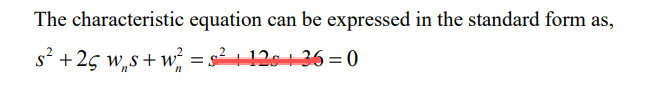 The characteristic equation can be expressed in the standard form as,
s² + 2ς wₙs + wₙ² = s² + 12s + 36 = 0